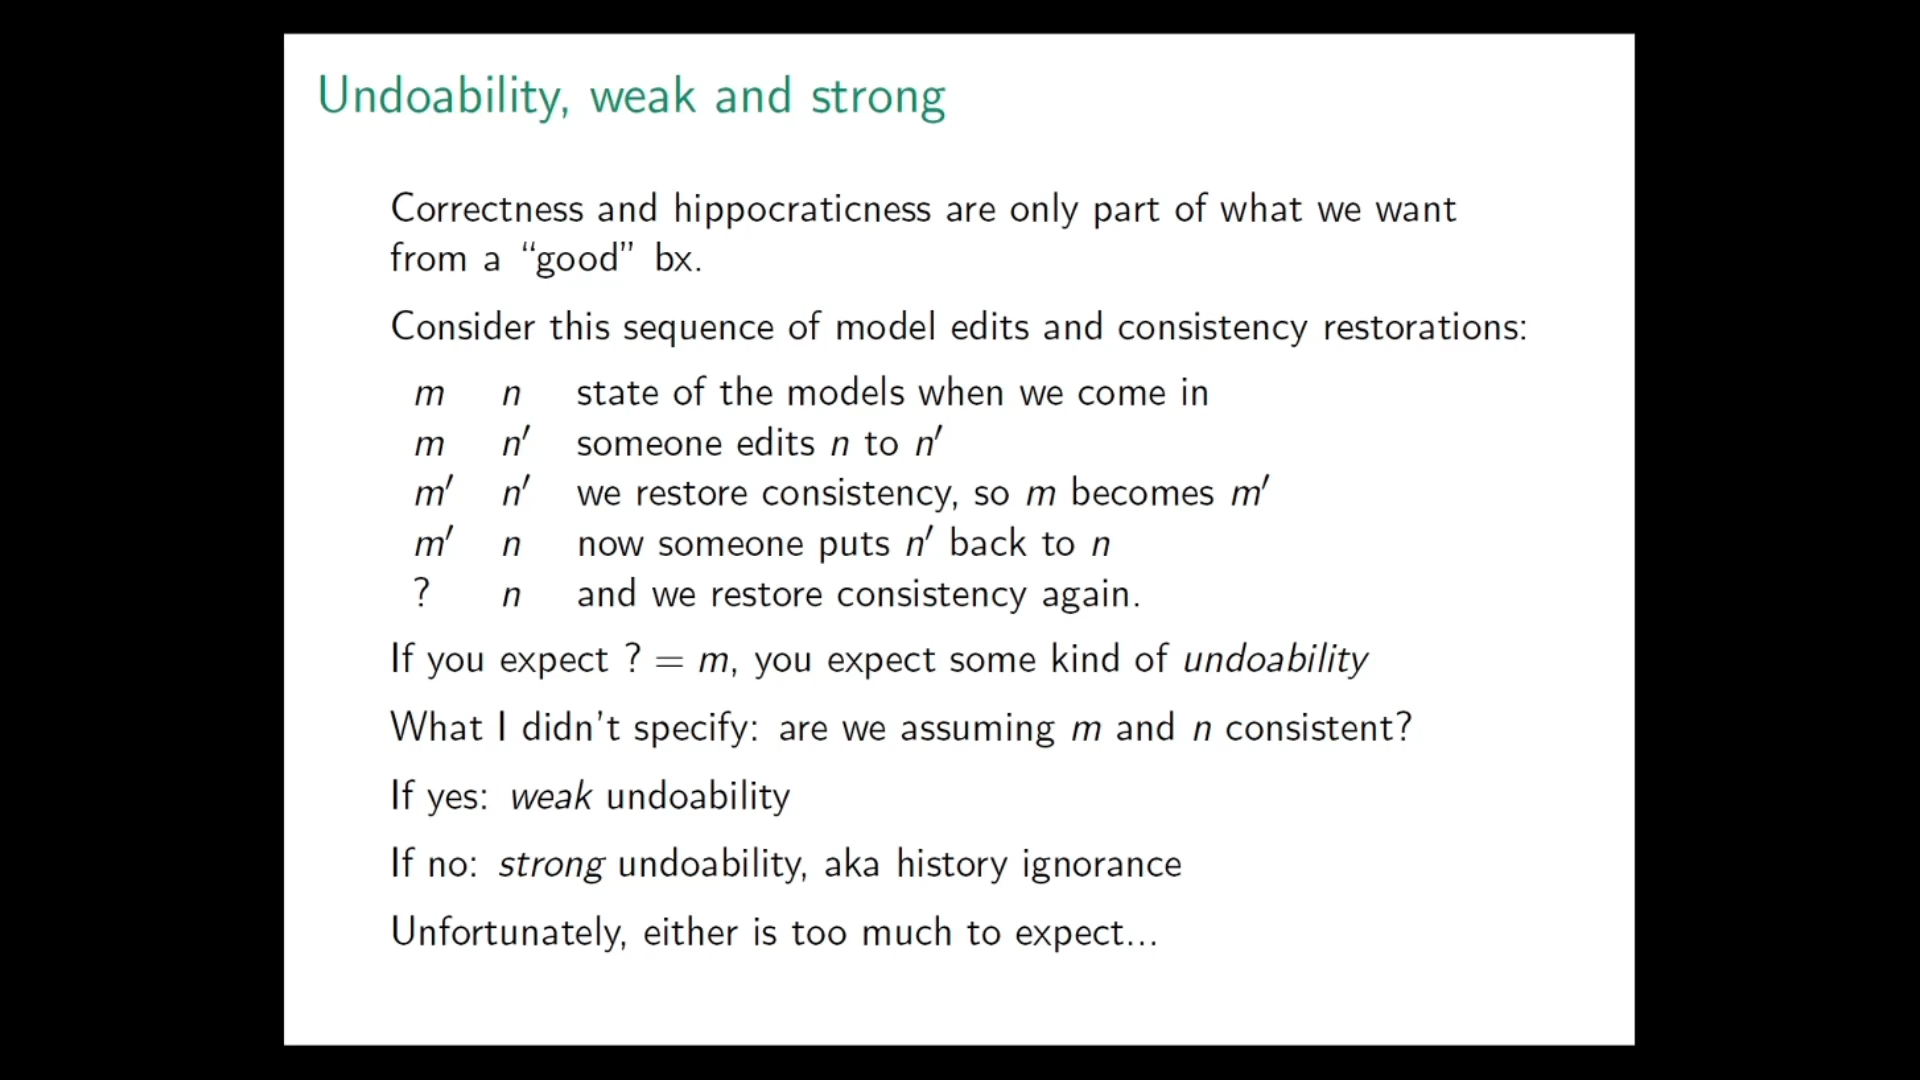 Undoability, weak and strong
Correctness and hippocraticness are only part of what we want
from a “good” bx.
Consider this sequence of model edits and consistency restorations:
m n state of the models when we come in
m n′ someone edits n to n′
m′ n′ we restore consistency, so m becomes m′
m′ n now someone puts n′ back to n
? n and we restore consistency again.
If you expect ? = m, you expect some kind of undoability
What I didn’t specify: are we assuming m and n consistent?
If yes: weak undoability
If no: strong undoability, aka history ignorance
Unfortunately, either is too much to expect...